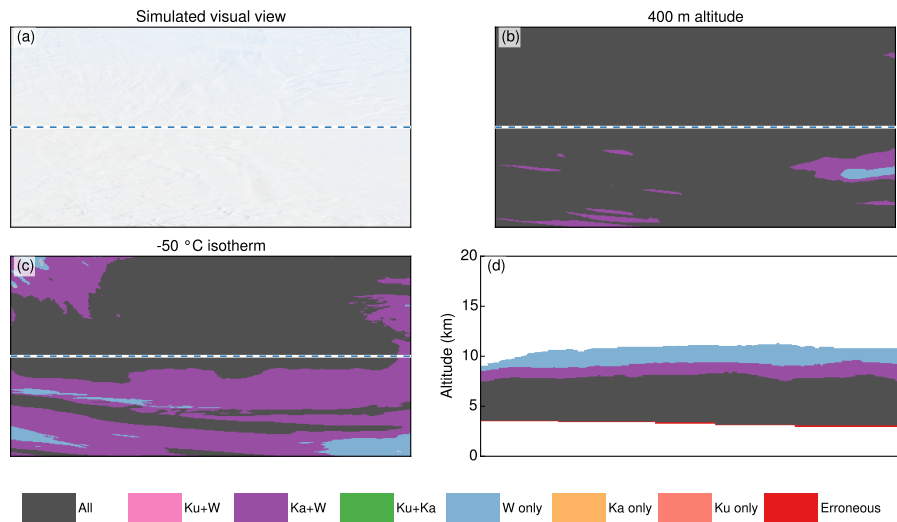 Simulated visual view
400 m altitude
(a)
(b)
-50 °C isotherm
(c)
(d)
20
15
10
5
0
Altitude (km)
All
Ku+W
Ka+W
Ku+Ka
W only
Ka only
Ku only
Erroneous